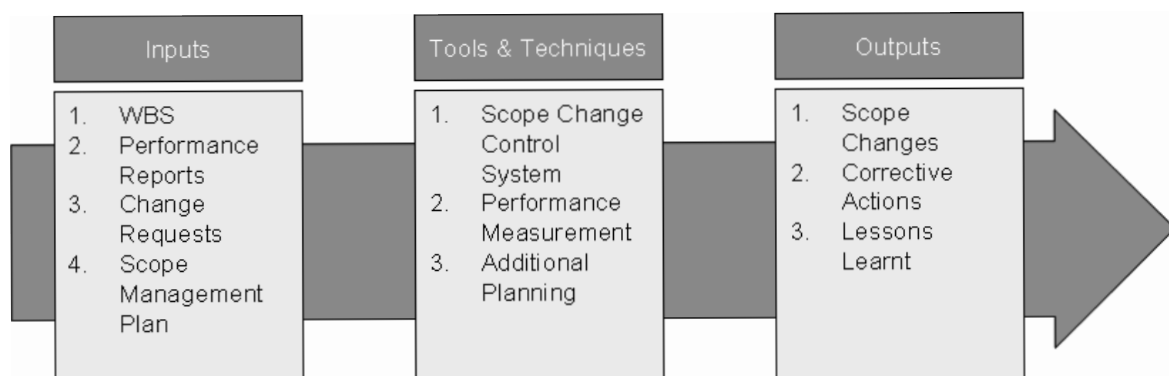 Inputs
1. WBS
2. Performance
Reports
3. Change
Requests
4. Scope
Management
Plan
Tools & Techniques
1. Scope Change
Control
System
2. Performance
Measurement
3. Additional
Planning
Outputs
1. Scope
Changes
2. Corrective
Actions
3. Lessons
Learnt